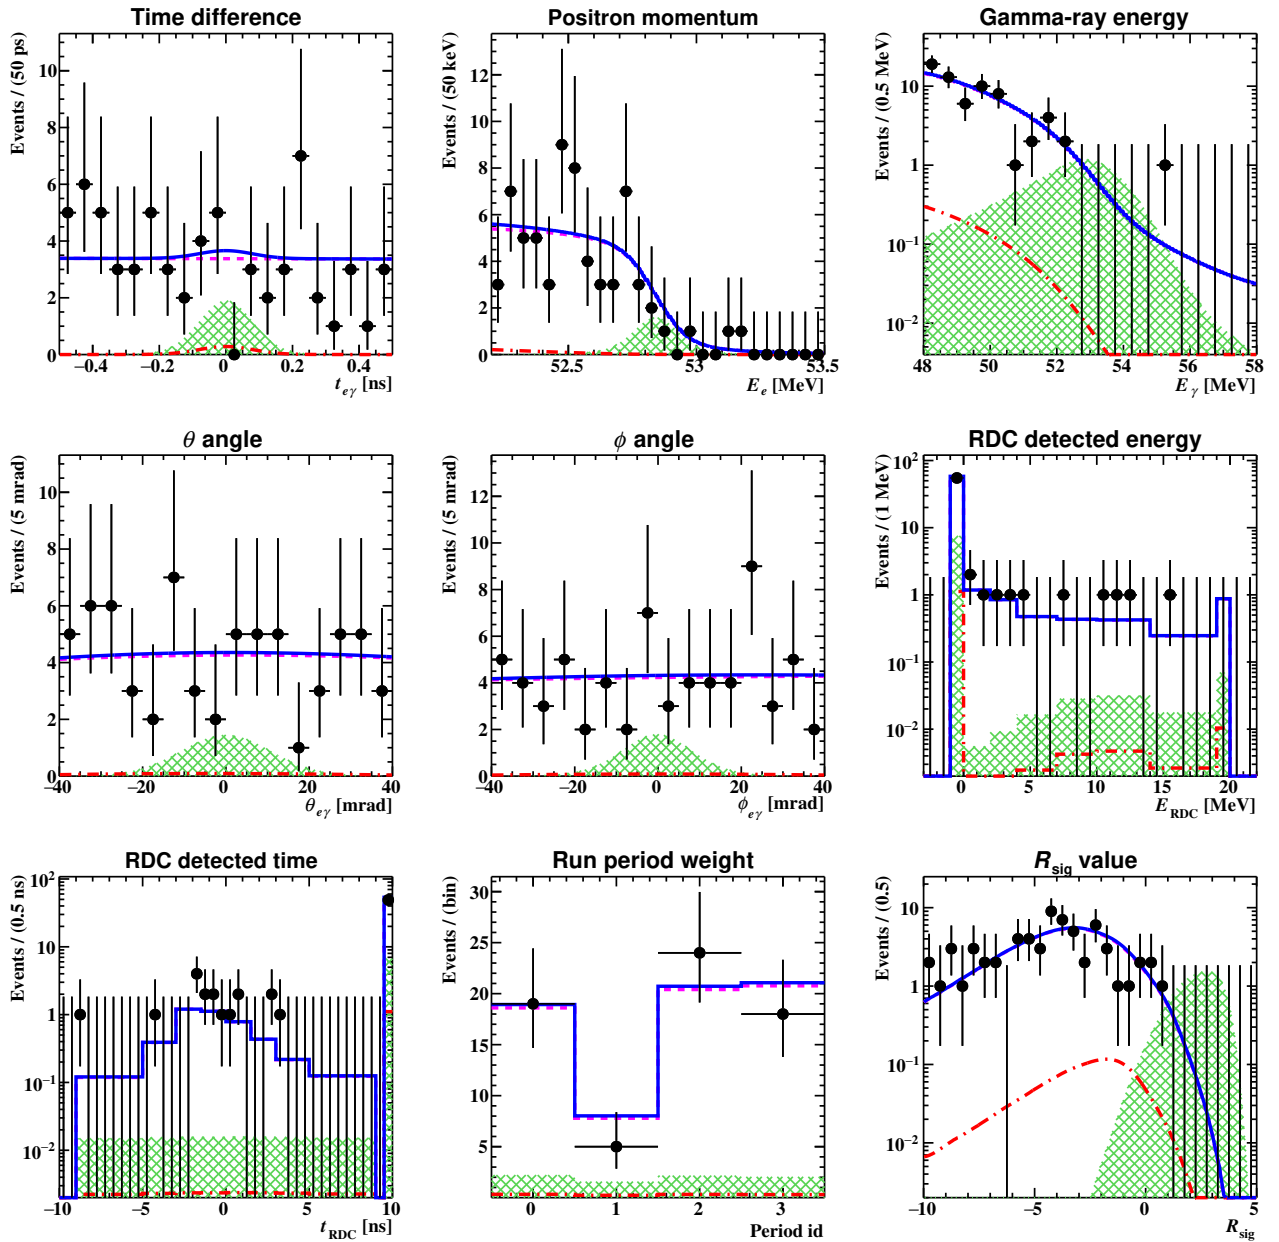 Time difference
Events / (50 ps)
10
8
6
4
2
0
−0.4 −0.2 0 0.2 0.4
t_eγ [ns]
Positron momentum
Events / (50 keV)
12
10
8
6
4
2
0
52.5 53 53.5
E_e [MeV]
Gamma-ray energy
Events / (0.5 MeV)
10
1
10⁻¹
10⁻²
48 50 52 54 56 58
E_γ [MeV]
θ angle
Events / (5 mrad)
10
8
6
4
2
0
−40 −20 0 20 40
θ_eγ [mrad]
ϕ angle
Events / (5 mrad)
12
10
8
6
4
2
0
−40 −20 0 20 40
ϕ_eγ [mrad]
RDC detected energy
Events / (1 MeV)
10²
10
1
10⁻¹
10⁻²
0 5 10 15 20
E_RDC [MeV]
RDC detected time
Events / (0.5 ns)
10²
10
1
10⁻¹
10⁻²
−10 −5 0 5 10
t_RDC [ns]
Run period weight
Events / (bin)
30
25
20
15
10
5
0 1 2 3
Period id
R_sig value
Events / (0.5)
10
1
10⁻¹
10⁻²
−10 −5 0 5
R_sig